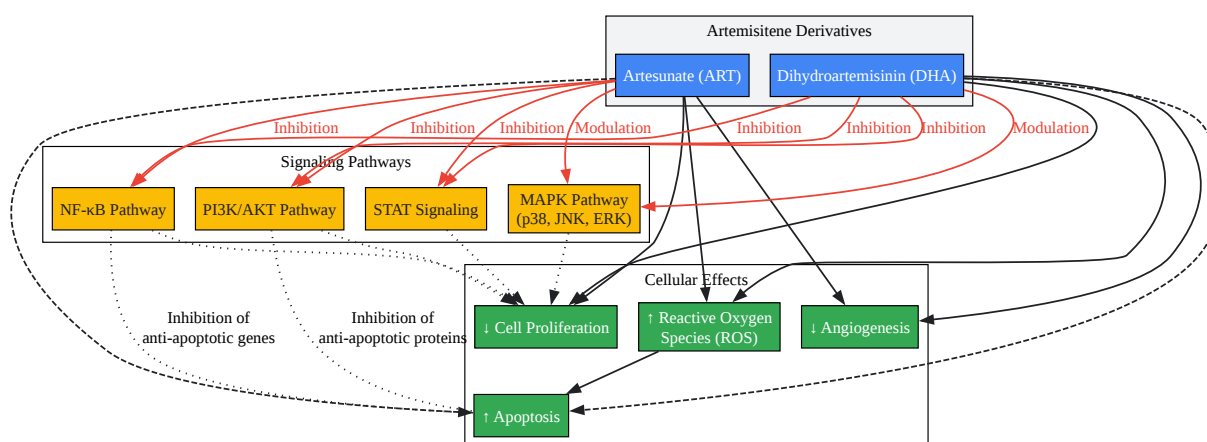 Artemisitene Derivatives
Artesunate (ART)
Dihydroartemisinin (DHA)
Inhibition
Inhibition
Inhibition
Modulation
Inhibition
Inhibition
Inhibition
Modulation
Signaling Pathways
NF-κB Pathway
PI3K/AKT Pathway
STAT Signaling
MAPK Pathway
(p38, JNK, ERK)
Cellular Effects
↓ Cell Proliferation
↑ Reactive Oxygen
Species (ROS)
↓ Angiogenesis
Inhibition of
anti-apoptotic genes
Inhibition of
anti-apoptotic proteins
↑ Apoptosis